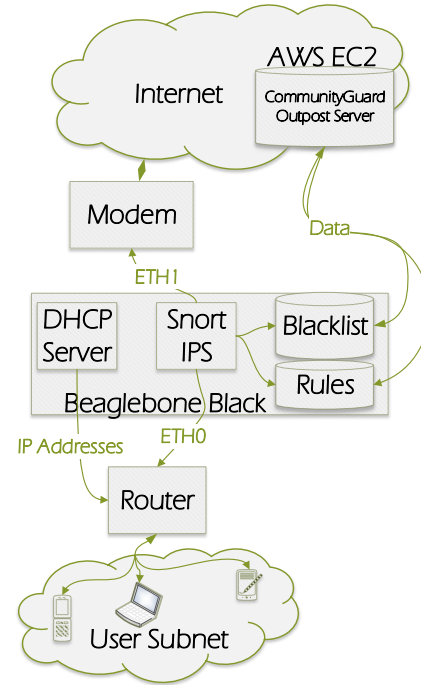 AWS EC2
Internet
CommunityGuard
Outpost Server
Modem
Data
ETH1
DHCP
Server
Snort
IPS
Blacklist
Rules
Beaglebone Black
IP Addresses
ETH0
Router
User Subnet